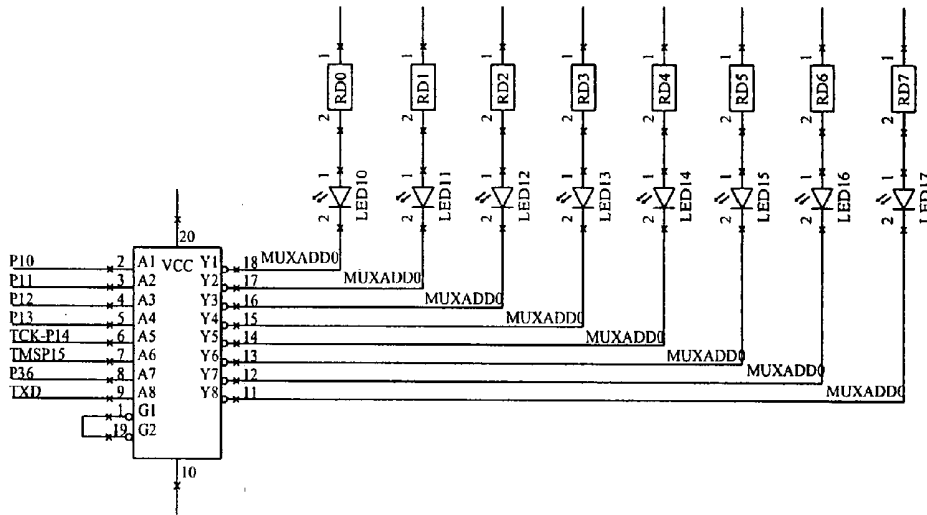 1 1 1 1 1 1 1 1
RD0 RD1 RD2 RD3 RD4 RD5 RD6 RD7
2 2 2 2 2 2 2 2
1 1 1 1 1 1 1 1
LED10 LED11 LED12 LED13 LED14 LED15 LED16 LED17
2 2 2 2 2 2 2 2
20
VCC
P10 2 A1 Y1 18 MUXADD0
P11 3 A2 Y2 17 MUXADD0
P12 4 A3 Y3 16 MUXADD0
P13 5 A4 Y4 15 MUXADD0
TCK-P14 6 A5 Y5 14 MUXADD0
TMSP15 7 A6 Y6 13 MUXADD0
P36 8 A7 Y7 12 MUXADD0
TXD 9 A8 Y8 11 MUXADD0
1 G1
19 G2
10